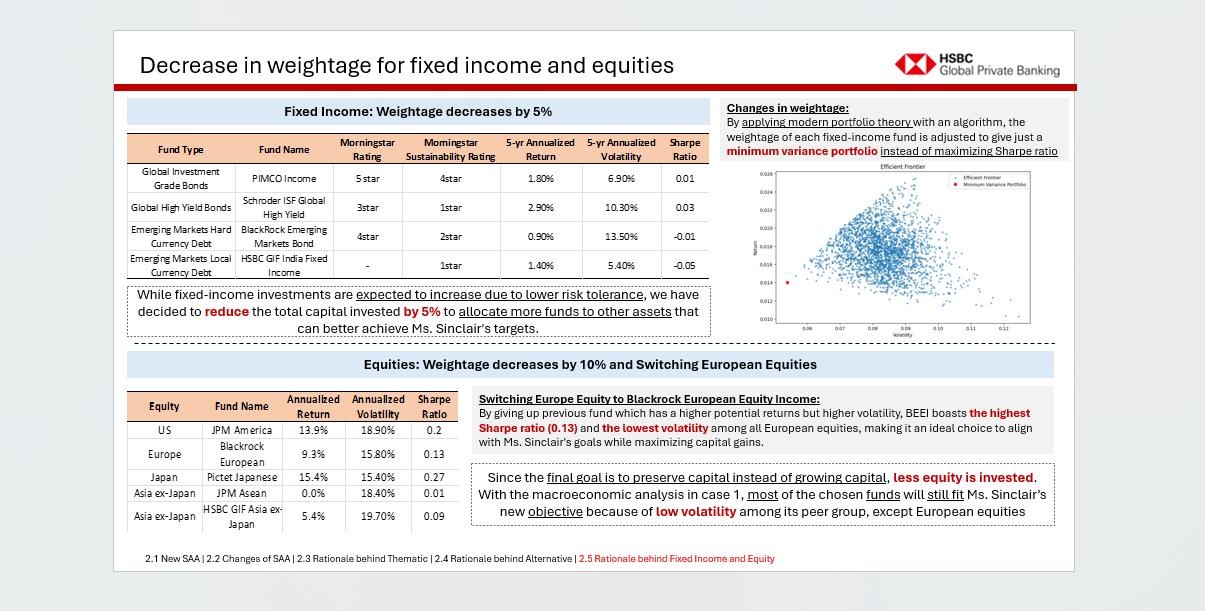 Decrease in weightage for fixed income and equities
HSBC
Global Private Banking
Fixed Income: Weightage decreases by 5%
Fund Type Fund Name Morningstar Rating Morningstar Sustainability Rating 5-yr Annualized Return 5-yr Annualized Volatility Sharpe Ratio
Global Investment Grade Bonds PIMCO Income 5 star 4star 1.80% 6.90% 0.01
Global High Yield Bonds Schroder ISF Global High Yield 3star 1star 2.90% 10.30% 0.03
Emerging Markets Hard Currency Debt BlackRock Emerging Markets Bond 4star 2star 0.90% 13.50% -0.01
Emerging Markets Local Currency Debt HSBC GIF India Fixed Income - 1star 1.40% 5.40% -0.05
While fixed-income investments are expected to increase due to lower risk tolerance, we have
decided to reduce the total capital invested by 5% to allocate more funds to other assets that
can better achieve Ms. Sinclair's targets.
Changes in weightage:
By applying modern portfolio theory with an algorithm, the
weightage of each fixed-income fund is adjusted to give just a
minimum variance portfolio instead of maximizing Sharpe ratio
Efficient Frontier
Efficient Frontier
Minimum Variance Portfolio
Return
0.026
0.024
0.022
0.020
0.018
0.016
0.014
0.012
0.010
0.06 0.07 0.08 0.09 0.10 0.11 0.12
Volatility
Equities: Weightage decreases by 10% and Switching European Equities
Equity Fund Name Annualized Return Annualized Volatility Sharpe Ratio
US JPM America 13.9% 18.90% 0.2
Europe Blackrock European 9.3% 15.80% 0.13
Japan Pictet Japanese 15.4% 15.40% 0.27
Asia ex-Japan JPM Asean 0.0% 18.40% 0.01
Asia ex-Japan HSBC GIF Asia ex-Japan 5.4% 19.70% 0.09
Switching Europe Equity to Blackrock European Equity Income:
By giving up previous fund which has a higher potential returns but higher volatility, BEEI boasts the highest
Sharpe ratio (0.13) and the lowest volatility among all European equities, making it an ideal choice to align
with Ms. Sinclair's goals while maximizing capital gains.
Since the final goal is to preserve capital instead of growing capital, less equity is invested.
With the macroeconomic analysis in case 1, most of the chosen funds will still fit Ms. Sinclair's
new objective because of low volatility among its peer group, except European equities
2.1 New SAA | 2.2 Changes of SAA | 2.3 Rationale behind Thematic | 2.4 Rationale behind Alternative | 2.5 Rationale behind Fixed Income and Equity